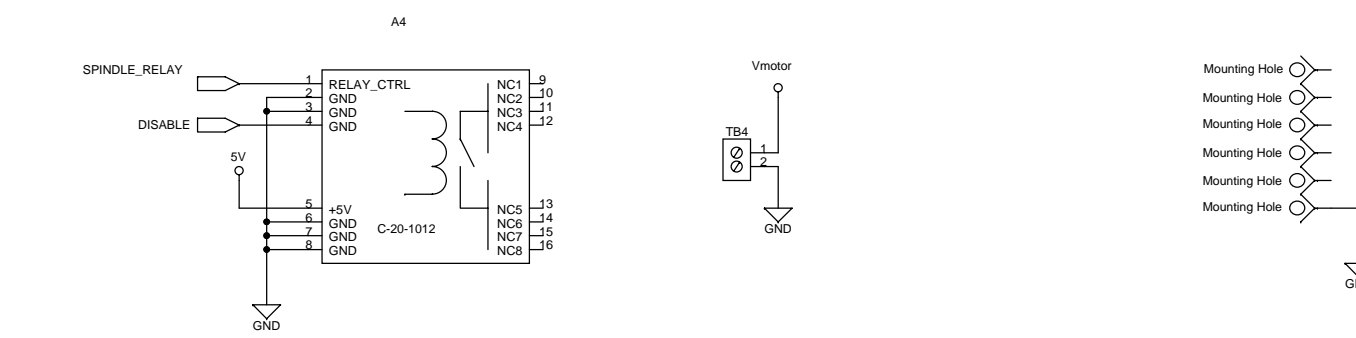 A4
SPINDLE_RELAY
DISABLE
5V
1 RELAY_CTRL
2 GND
3 GND
4 GND
5 +5V
6 GND
7 GND
8 GND
C-20-1012
NC1 9
NC2 10
NC3 11
NC4 12
NC5 13
NC6 14
NC7 15
NC8 16
GND
Vmotor
TB4
1
2
GND
Mounting Hole
Mounting Hole
Mounting Hole
Mounting Hole
Mounting Hole
Mounting Hole